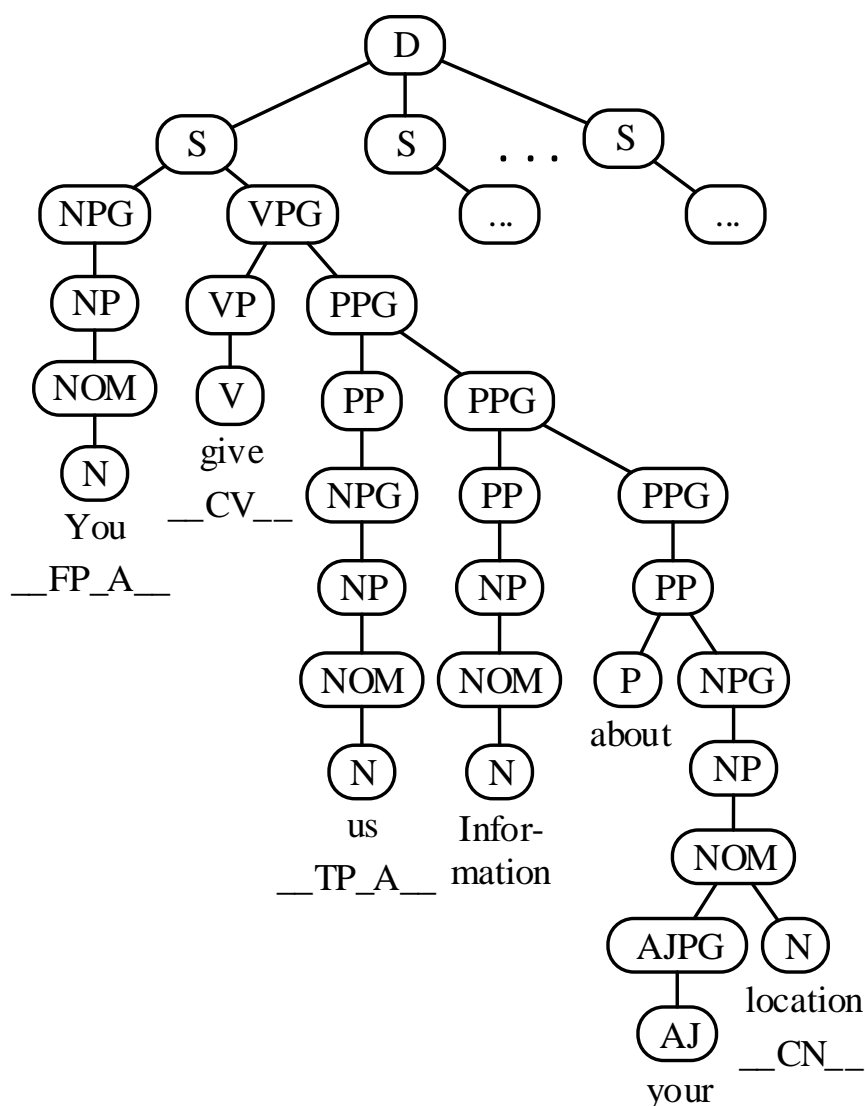 D
S S . . . S
NPG VPG ... ...
NP VP PPG
NOM V PP PPG
give
N NPG PP PPG
You __CV__
__FP_A__ NP NP PP
NOM NOM P NPG
about
N N NP
us Infor-
__TP_A__ mation NOM
AJPG N
location
AJ __CN__
your